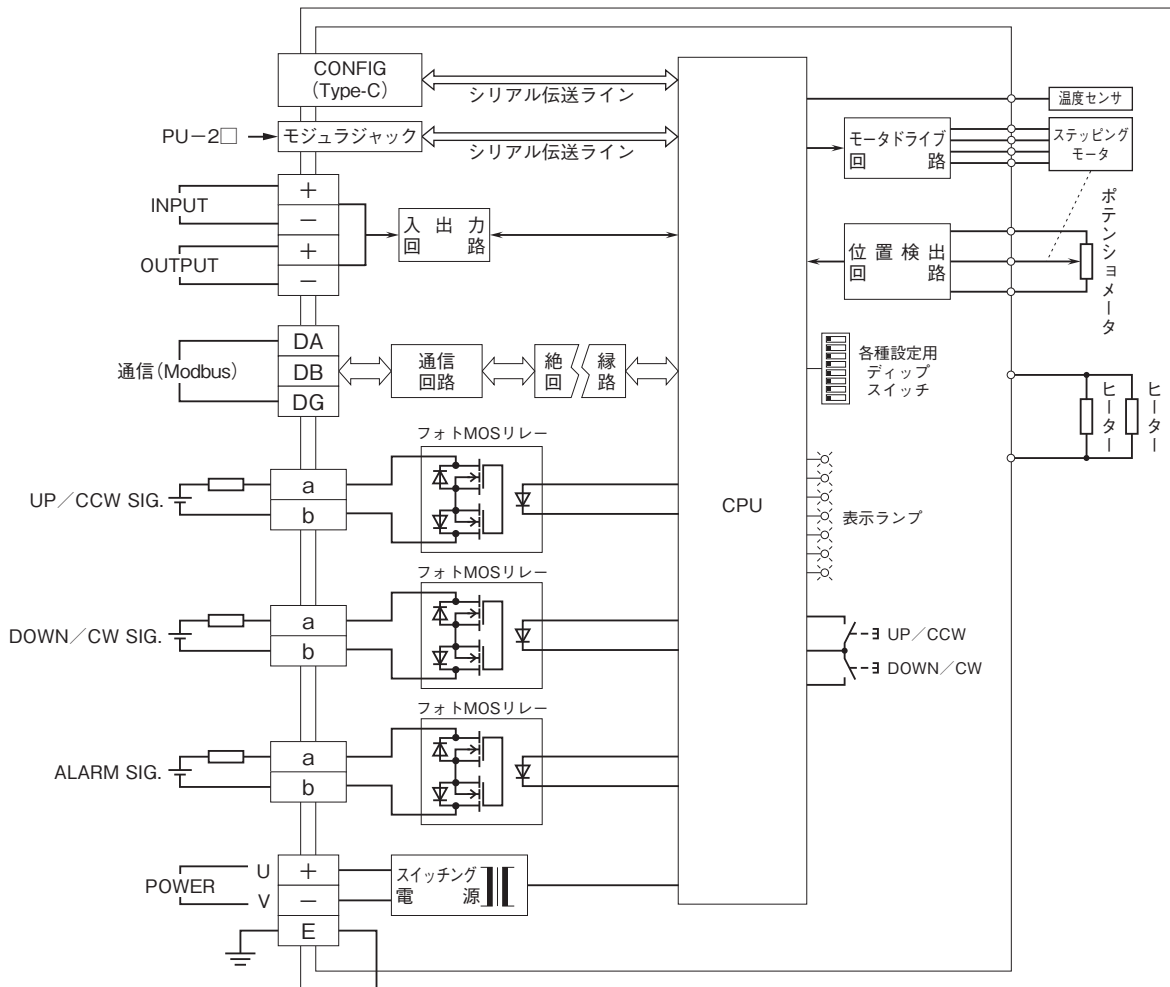 CONFIG
(Type-C)
シリアル伝送ライン
PU－2□
モジュラジャック
シリアル伝送ライン
INPUT
＋
－
OUTPUT
＋
－
入出力
回路
通信(Modbus)
DA
DB
DG
通信
回路
絶縁
回路
フォトMOSリレー
UP／CCW SIG.
a
b
フォトMOSリレー
DOWN／CW SIG.
a
b
フォトMOSリレー
ALARM SIG.
a
b
POWER
U
＋
V
－
E
スイッチング
電源
CPU
温度センサ
モータドライブ
回路
ステッピング
モータ
位置検出
回路
ポテンショメータ
各種設定用
ディップ
スイッチ
ヒーター
ヒーター
表示ランプ
UP／CCW
DOWN／CW